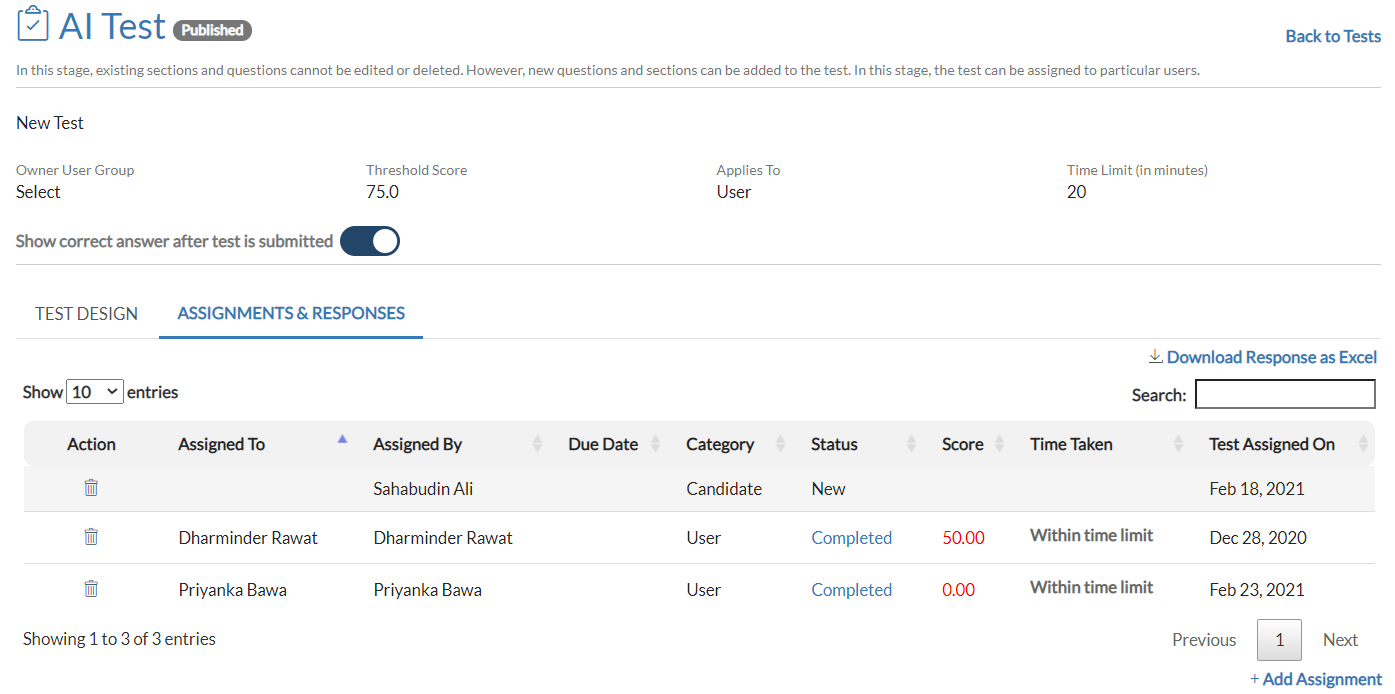 AI Test Published
Back to Tests
In this stage, existing sections and questions cannot be edited or deleted. However, new questions and sections can be added to the test. In this stage, the test can be assigned to particular users.
New Test
Owner User Group Threshold Score Applies To Time Limit (in minutes)
Select 75.0 User 20
Show correct answer after test is submitted
TEST DESIGN ASSIGNMENTS & RESPONSES
Download Response as Excel
Show 10 entries Search:
Action Assigned To Assigned By Due Date Category Status Score Time Taken Test Assigned On
Sahabudin Ali Candidate New Feb 18, 2021
Dharminder Rawat Dharminder Rawat User Completed 50.00 Within time limit Dec 28, 2020
Priyanka Bawa Priyanka Bawa User Completed 0.00 Within time limit Feb 23, 2021
Showing 1 to 3 of 3 entries Previous 1 Next
+ Add Assignment